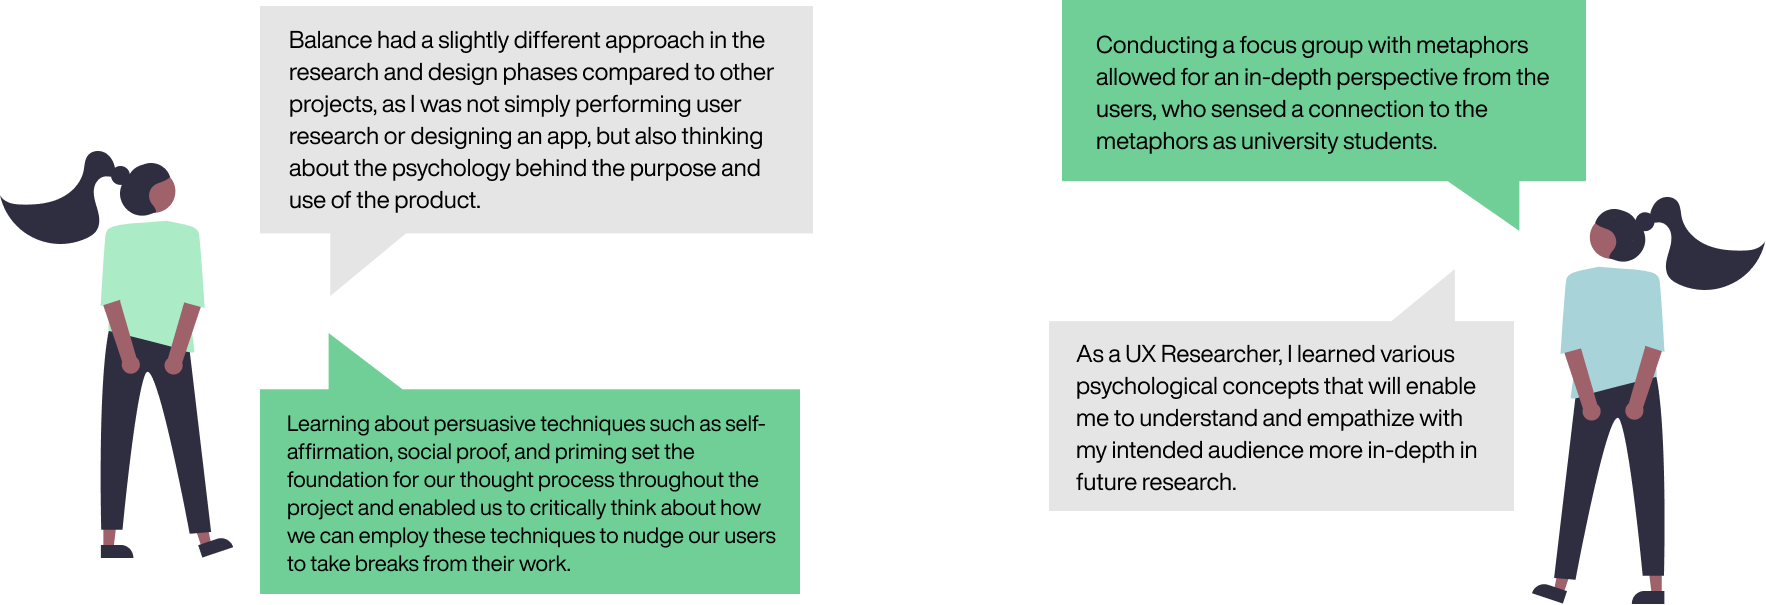 Balance had a slightly different approach in the
research and design phases compared to other
projects, as I was not simply performing user
research or designing an app, but also thinking
about the psychology behind the purpose and
use of the product.
Learning about persuasive techniques such as self-
affirmation, social proof, and priming set the
foundation for our thought process throughout the
project and enabled us to critically think about how
we can employ these techniques to nudge our users
to take breaks from their work.
Conducting a focus group with metaphors
allowed for an in-depth perspective from the
users, who sensed a connection to the
metaphors as university students.
As a UX Researcher, I learned various
psychological concepts that will enable
me to understand and empathize with
my intended audience more in-depth in
future research.